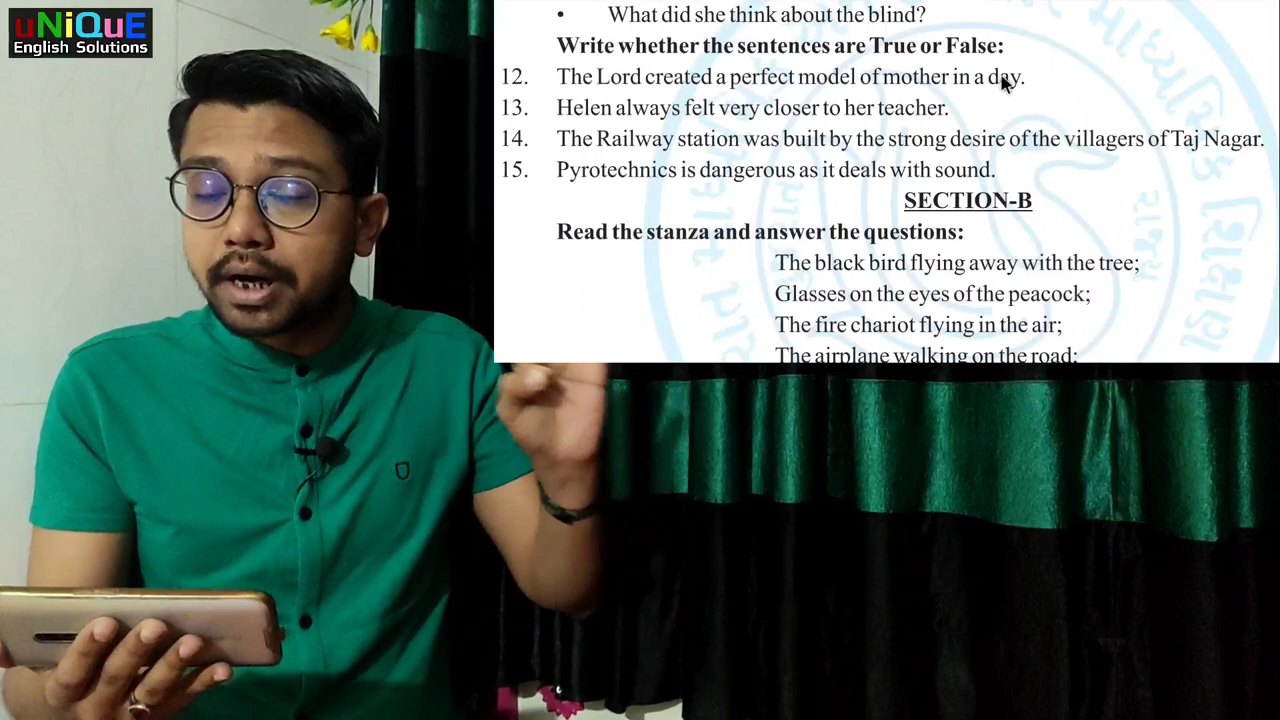 uNiQuE
English Solutions
• What did she think about the blind?
Write whether the sentences are True or False:
12. The Lord created a perfect model of mother in a day.
13. Helen always felt very closer to her teacher.
14. The Railway station was built by the strong desire of the villagers of Taj Nagar.
15. Pyrotechnics is dangerous as it deals with sound.
SECTION-B
Read the stanza and answer the questions:
The black bird flying away with the tree;
Glasses on the eyes of the peacock;
The fire chariot flying in the air;
The airplane walking on the road;